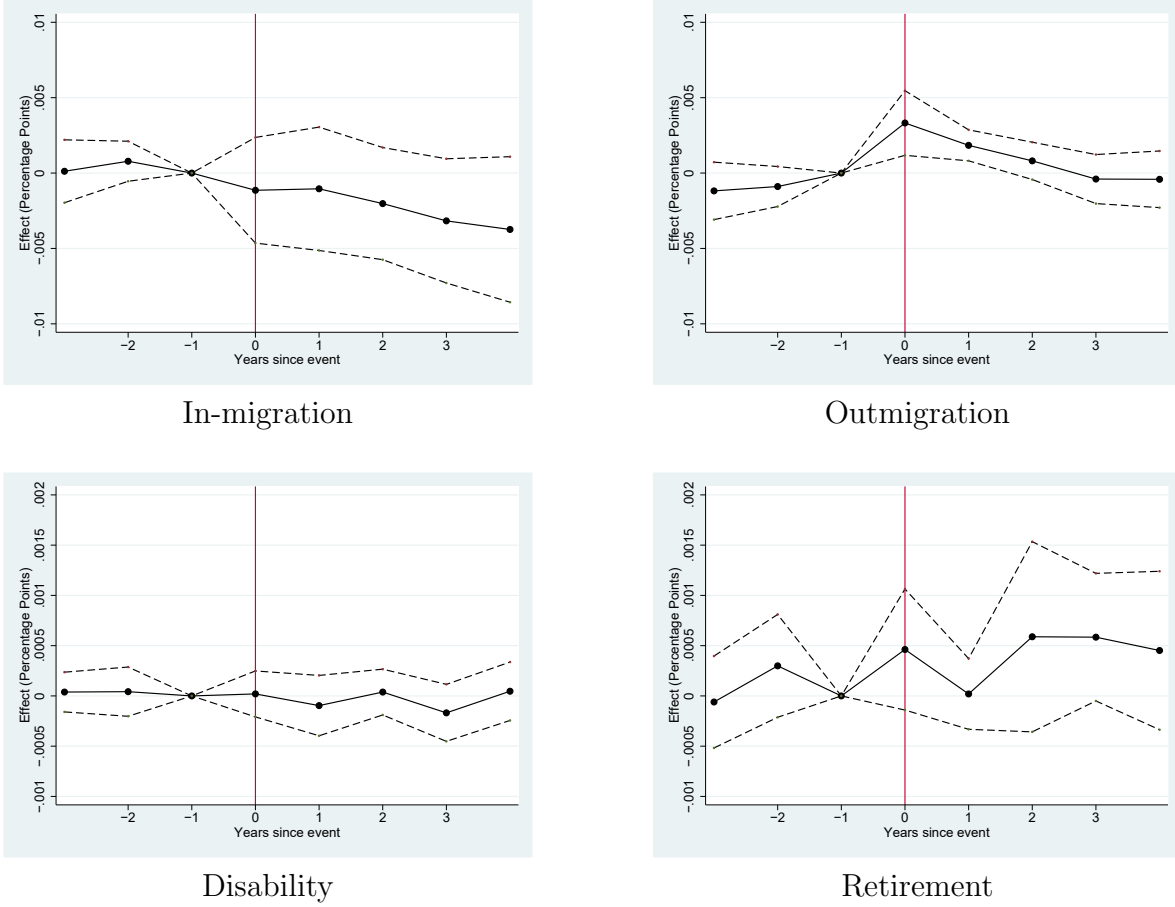 Effect (Percentage Points)
.01
.005
0
−.005
−.01
−2 −1 0 1 2 3
Years since event
In-migration
Effect (Percentage Points)
.01
.005
0
−.005
−.01
−2 −1 0 1 2 3
Years since event
Outmigration
Effect (Percentage Points)
.002
.0015
.001
.0005
0
−.0005
−.001
−2 −1 0 1 2 3
Years since event
Disability
Effect (Percentage Points)
.002
.0015
.001
.0005
0
−.0005
−.001
−2 −1 0 1 2 3
Years since event
Retirement